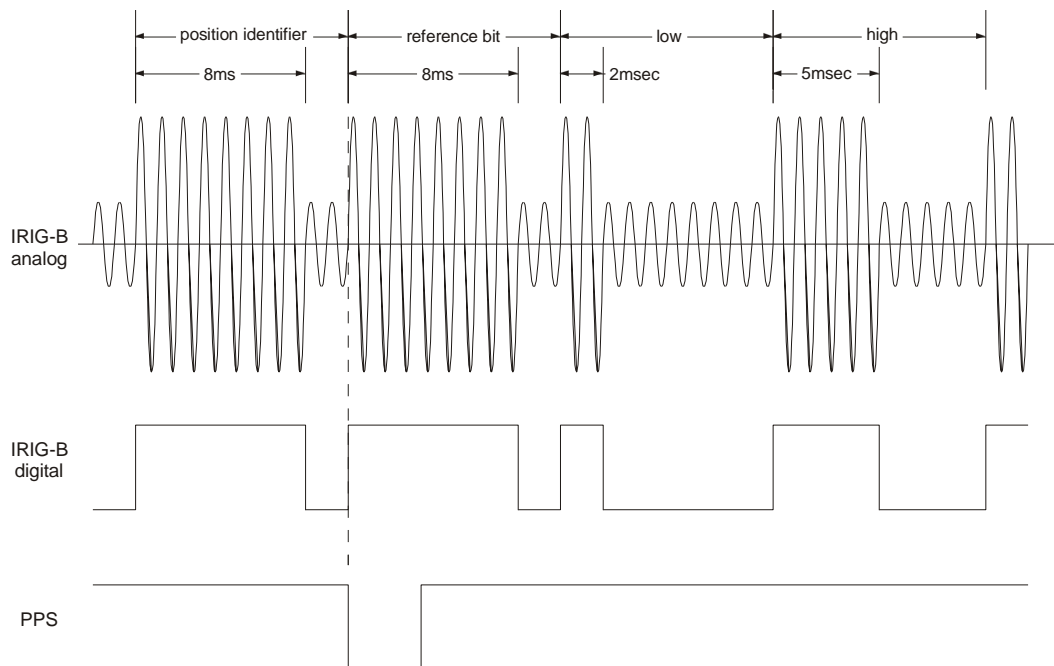 position identifier
reference bit
low
high
8ms
8ms
2msec
5msec
IRIG-B
analog
IRIG-B
digital
PPS